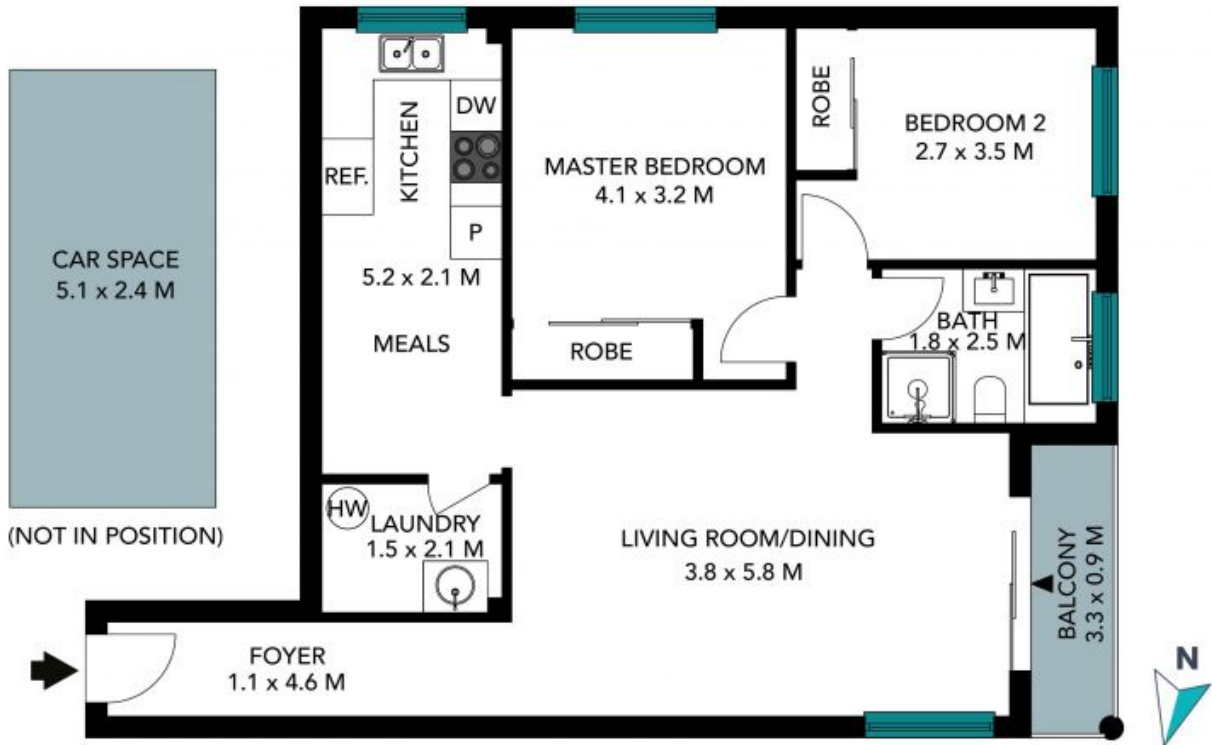 CAR SPACE
5.1 x 2.4 M
(NOT IN POSITION)
KITCHEN
DW
REF.
P
5.2 x 2.1 M
MEALS
MASTER BEDROOM
4.1 x 3.2 M
ROBE
ROBE
BEDROOM 2
2.7 x 3.5 M
BATH
1.8 x 2.5 M
HW
LAUNDRY
1.5 x 2.1 M
LIVING ROOM/DINING
3.8 x 5.8 M
BALCONY
3.3 x 0.9 M
FOYER
1.1 x 4.6 M
N